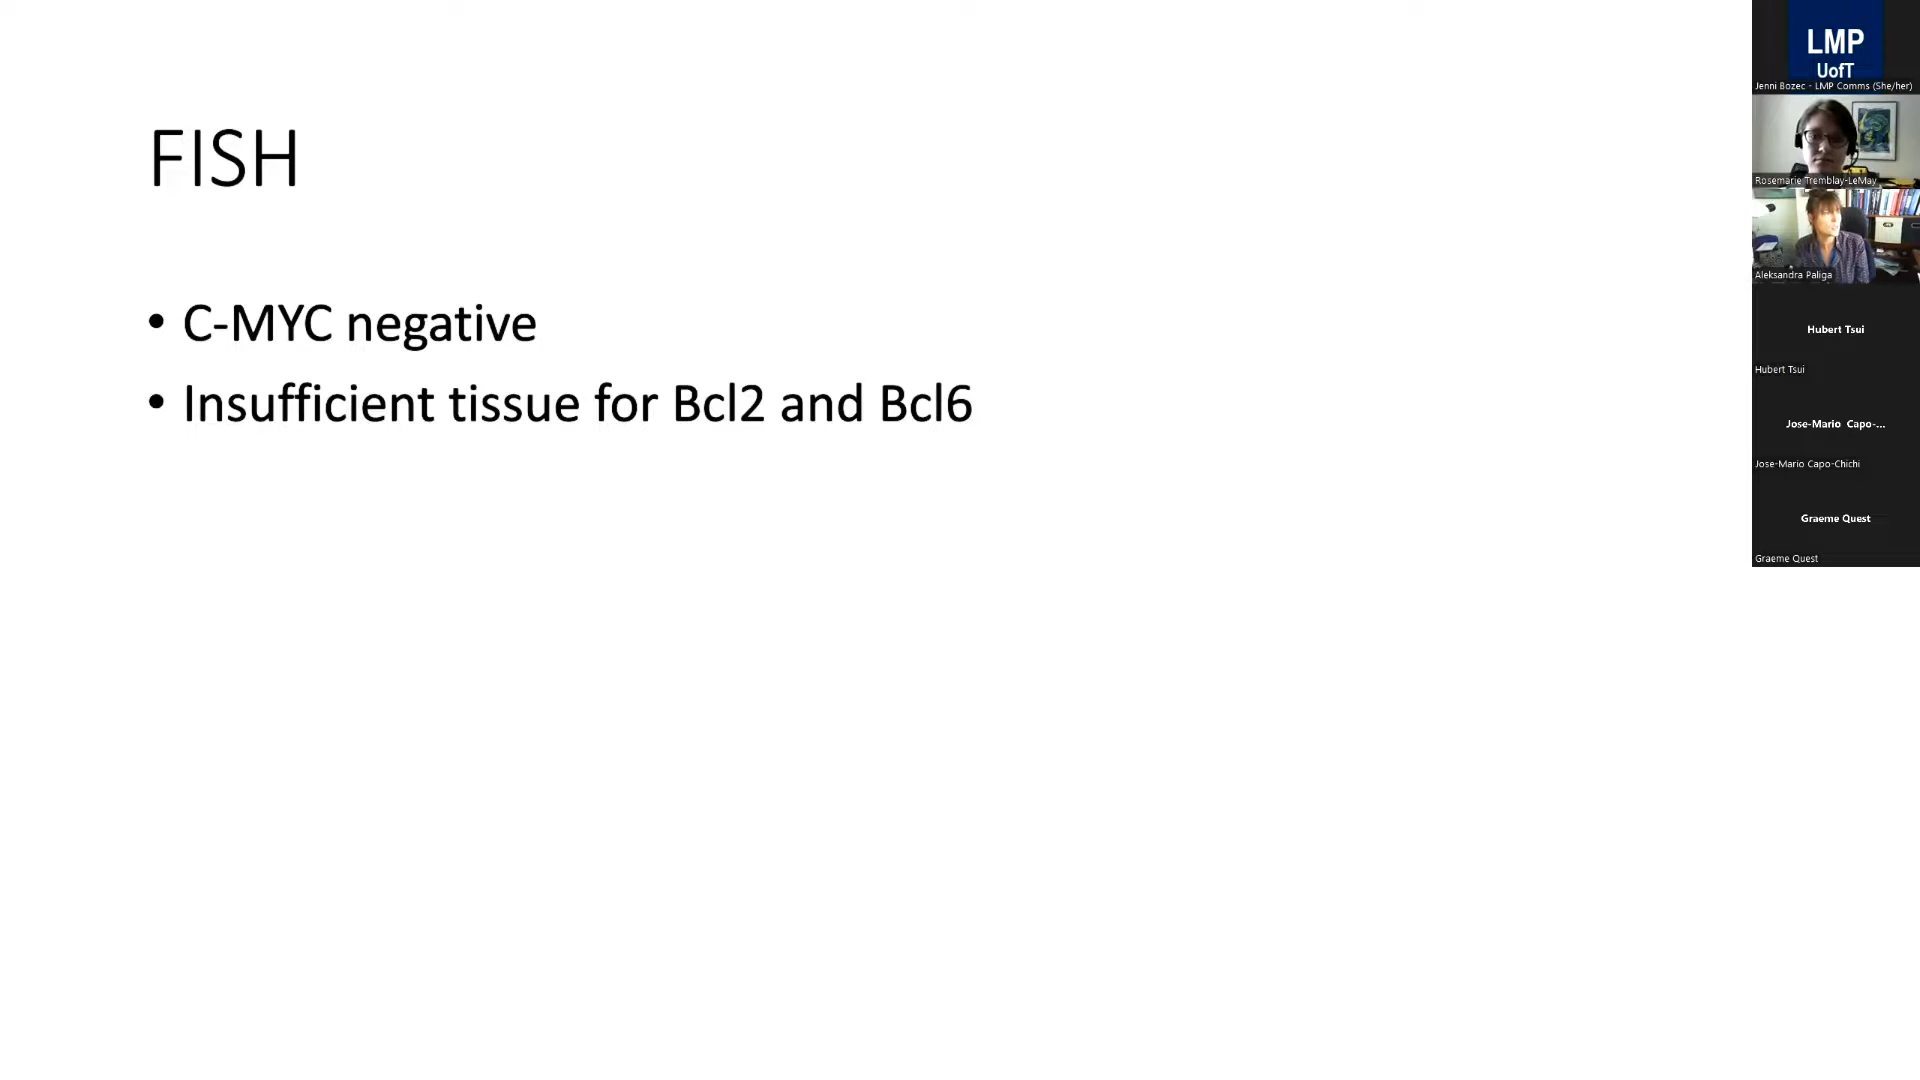 FISH
• C-MYC negative
• Insufficient tissue for Bcl2 and Bcl6
LMP
UofT
Jenni Bozec - LMP Comms (She/her)
Rosemarie Tremblay-LeMay
Aleksandra Paliga
Hubert Tsui
Hubert Tsui
Jose-Mario Capo-...
Jose-Mario Capo-Chichi
Graeme Quest
Graeme Quest